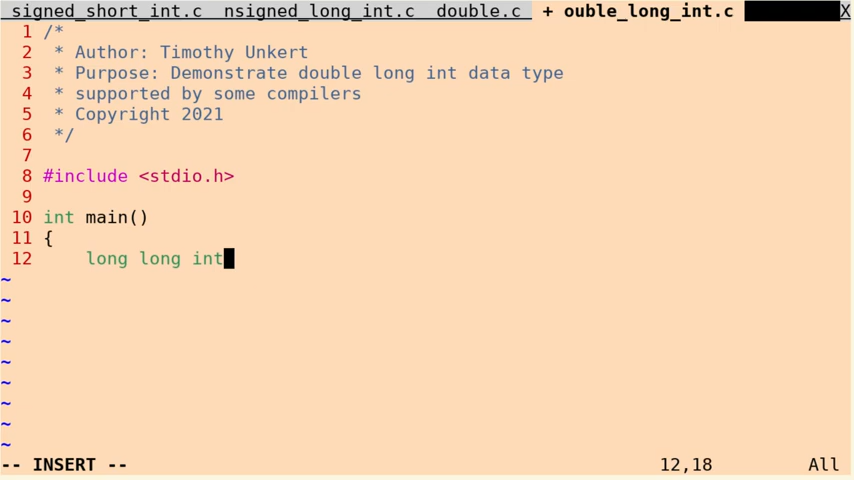 signed_short_int.c nsigned_long_int.c double.c + ouble_long_int.c X
1 /*
2  * Author: Timothy Unkert
3  * Purpose: Demonstrate double long int data type
4  * supported by some compilers
5  * Copyright 2021
6  */
7
8 #include <stdio.h>
9
10 int main()
11 {
12     long long int
~
~
~
~
~
~
~
~
~
-- INSERT -- 12,18 All